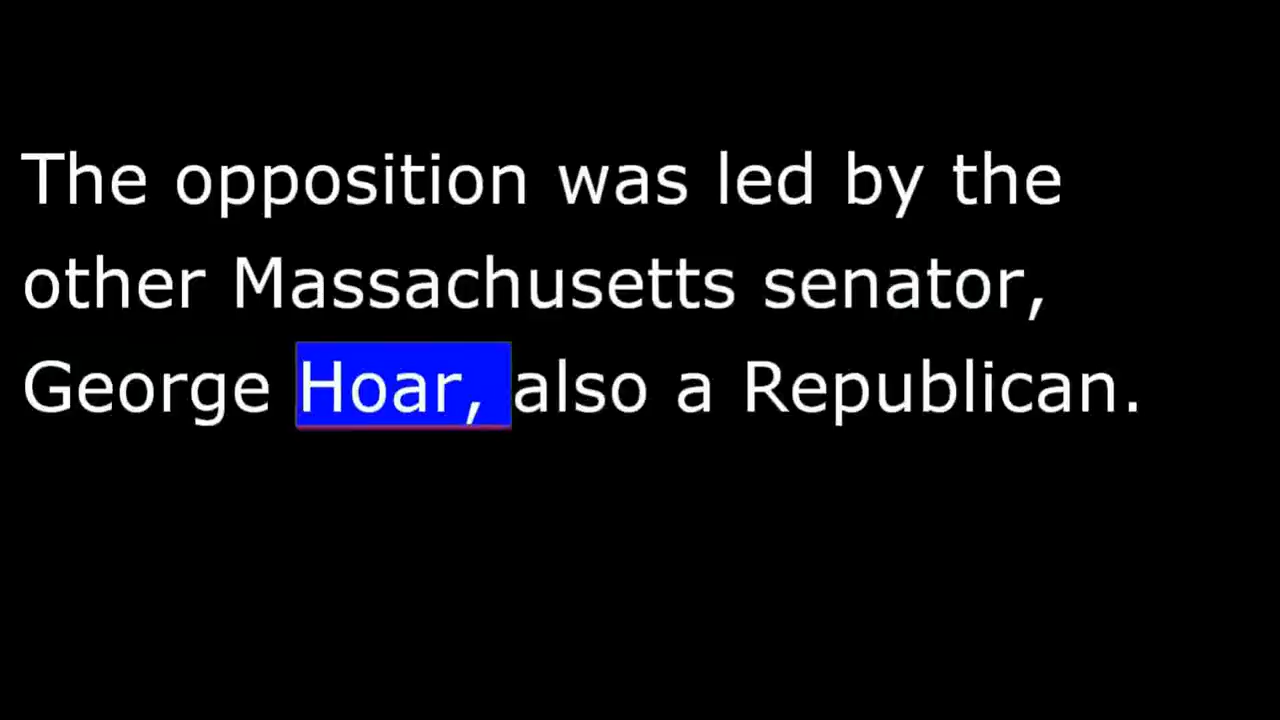 The opposition was led by the
other Massachusetts senator,
George Hoar, also a Republican.